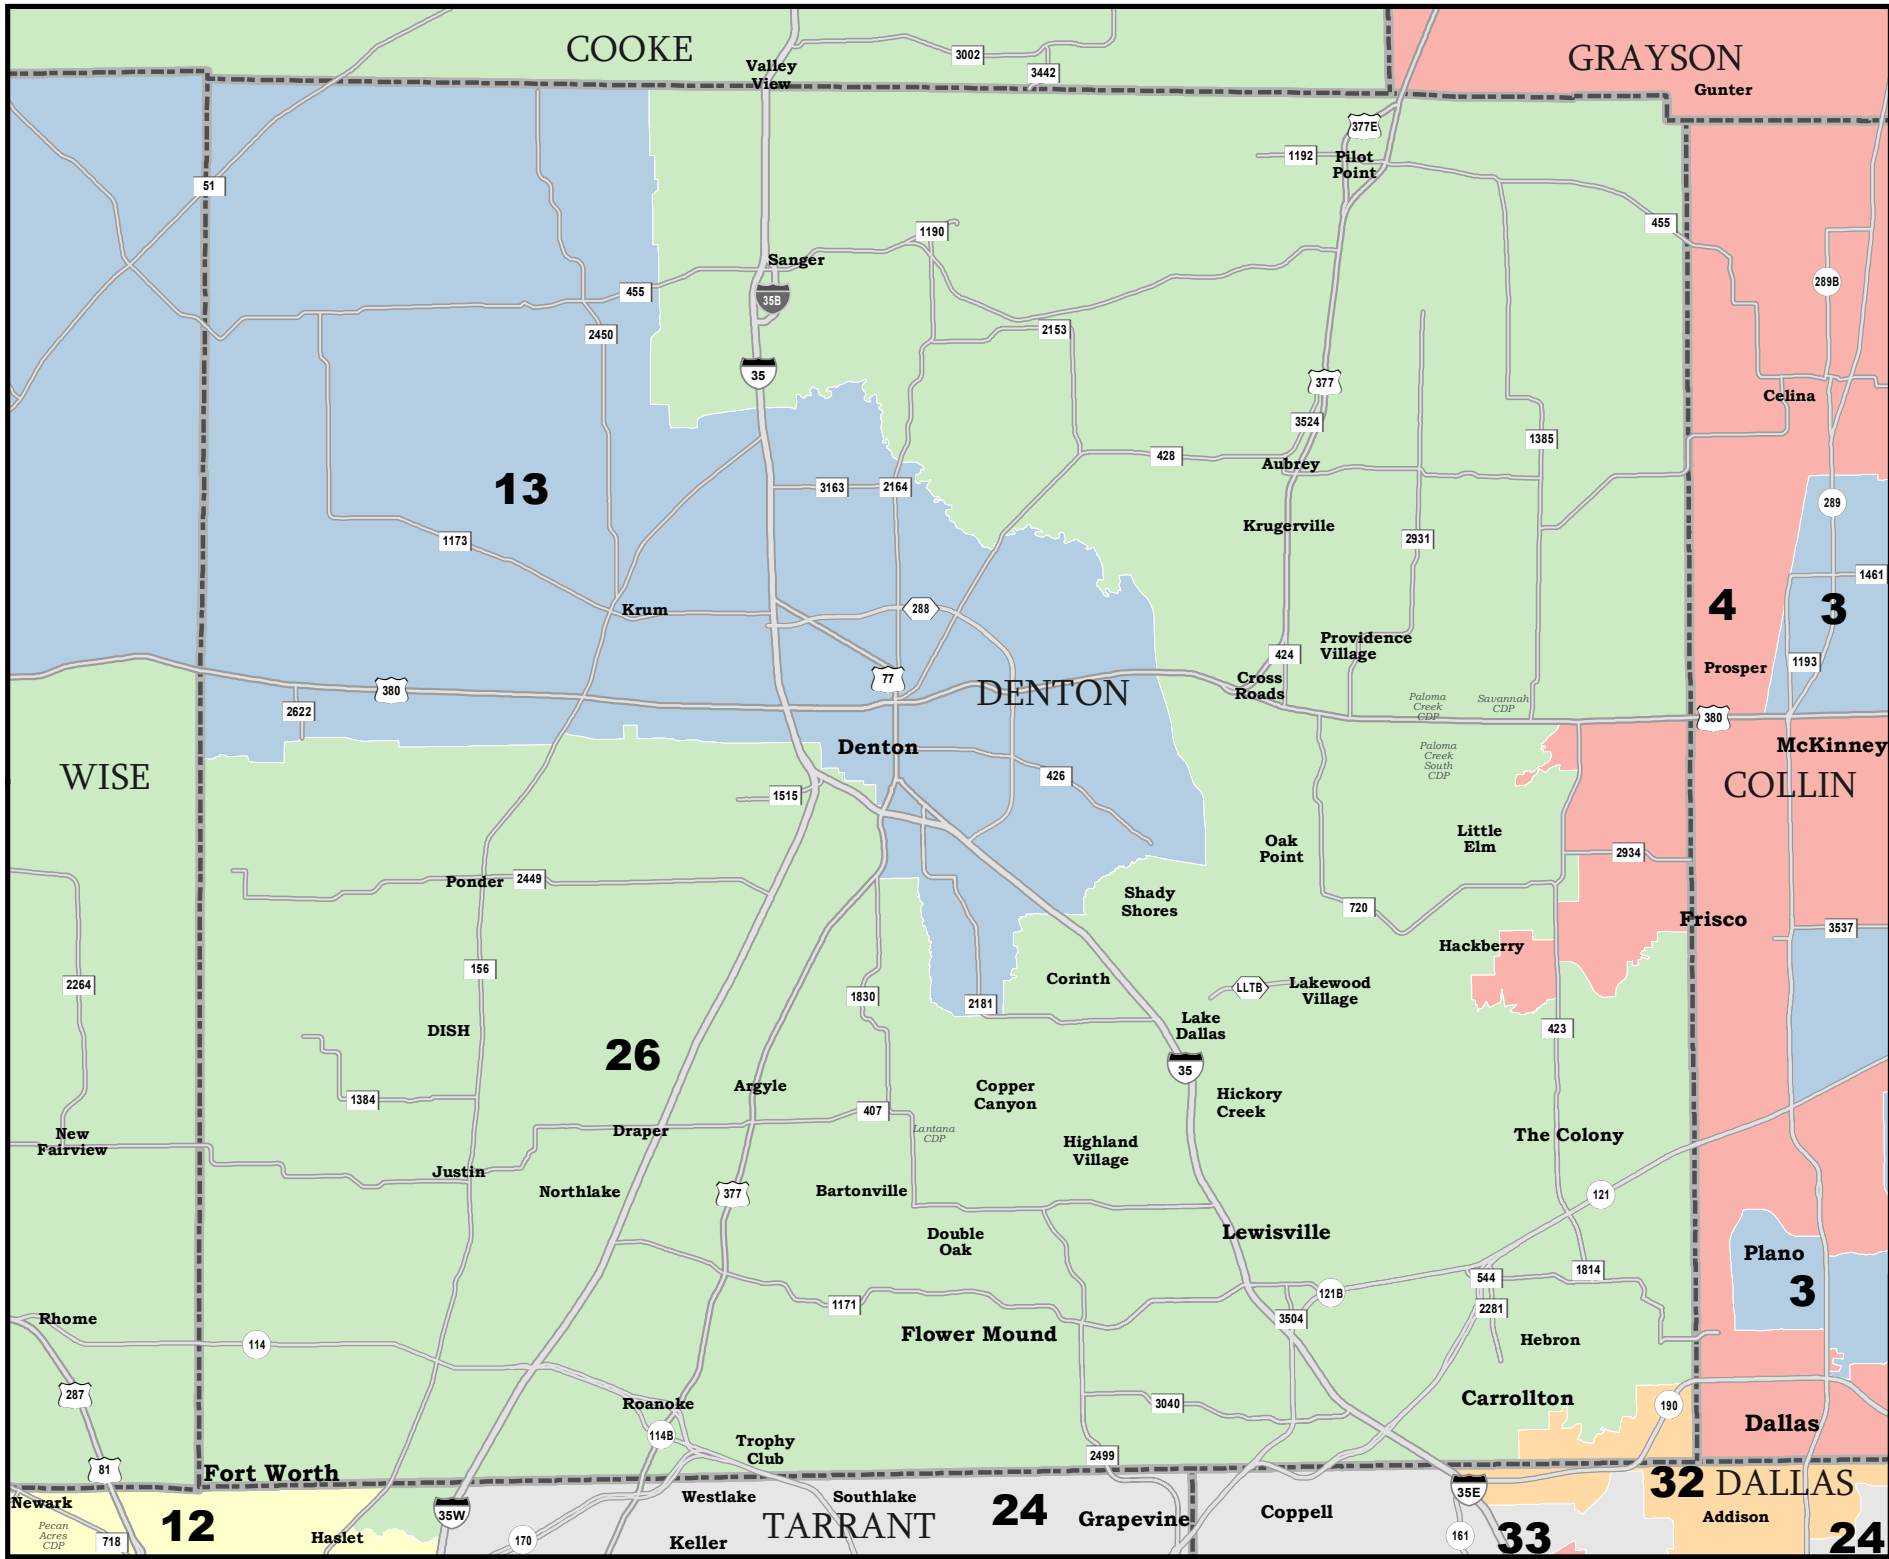 COOKE
GRAYSON
Gunter
Valley
View
3002
3442
377E
1192
Pilot
Point
51
455
1190
Sanger
35B
289B
455
2450
2153
35
377
Celina
3524
1385
428
Aubrey
13
3163
2164
289
Krugerville
1173
2931
1461
4
3
Krum
288
Providence
Village
424
Prosper
1193
77
Cross
Roads
380
DENTON
2622
Paloma
Creek
CDP
Savannah
CDP
380
Denton
McKinney
Paloma
Creek
South
CDP
WISE
426
COLLIN
1515
Oak
Point
Little
Elm
2934
Ponder
2449
Shady
Shores
720
Frisco
3537
Hackberry
156
2264
Corinth
LLTB
Lakewood
Village
1830
2181
DISH
Lake
Dallas
423
26
35
Argyle
Copper
Canyon
Hickory
Creek
1384
407
Draper
Lantana
CDP
The Colony
New
Fairview
Highland
Village
Justin
Northlake
377
Bartonville
121
Double
Oak
Lewisville
Plano
544
1814
121B
3
1171
2281
Rhome
3504
Flower Mound
Hebron
114
287
Roanoke
3040
Carrollton
190
114B
Dallas
Trophy
Club
2499
81
Fort Worth
32
DALLAS
35E
Newark
Westlake
Southlake
24
35W
12
TARRANT
Grapevine
Coppell
Addison
Pecan
Acres
CDP
718
Haslet
170
Keller
161
33
24